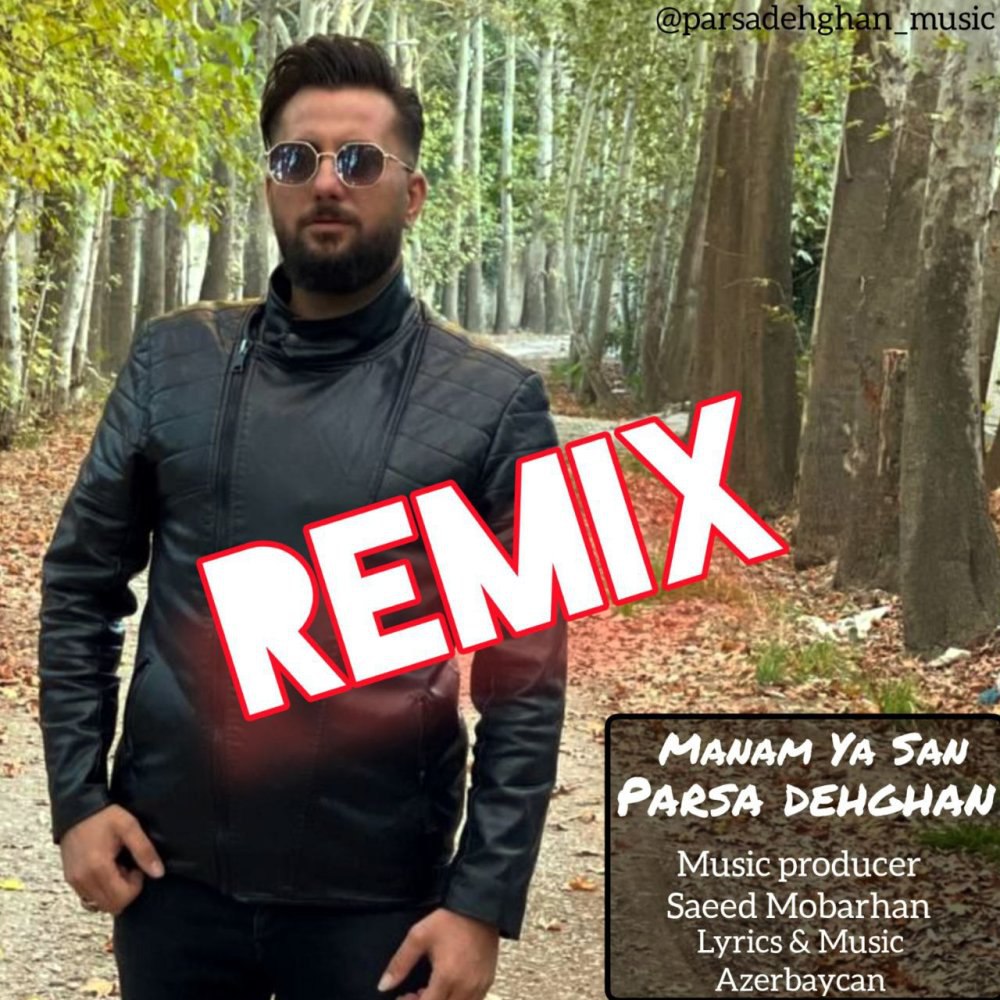 @parsadehghan_music
REMIX
MANAM YA SAN
PARSA DEHGHAN
Music producer
Saeed Mobarhan
Lyrics & Music
Azerbaycan